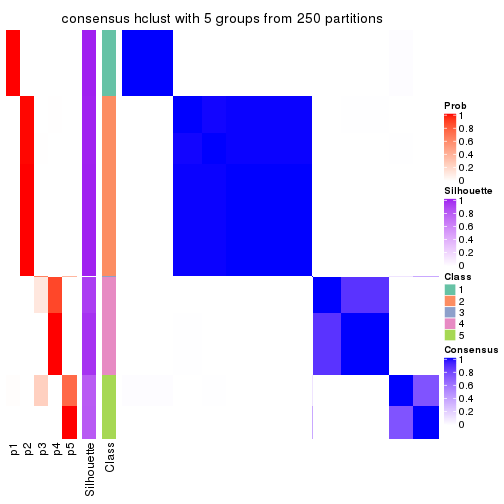 consensus hclust with 5 groups from 250 partitions
Prob
1
0.8
0.6
0.4
0.2
0
Silhouette
1
0.8
0.6
0.4
0.2
0
Class
1
2
3
4
5
Consensus
1
0.8
0.6
0.4
0.2
0
p1
p2
p3
p4
p5
Silhouette
Class